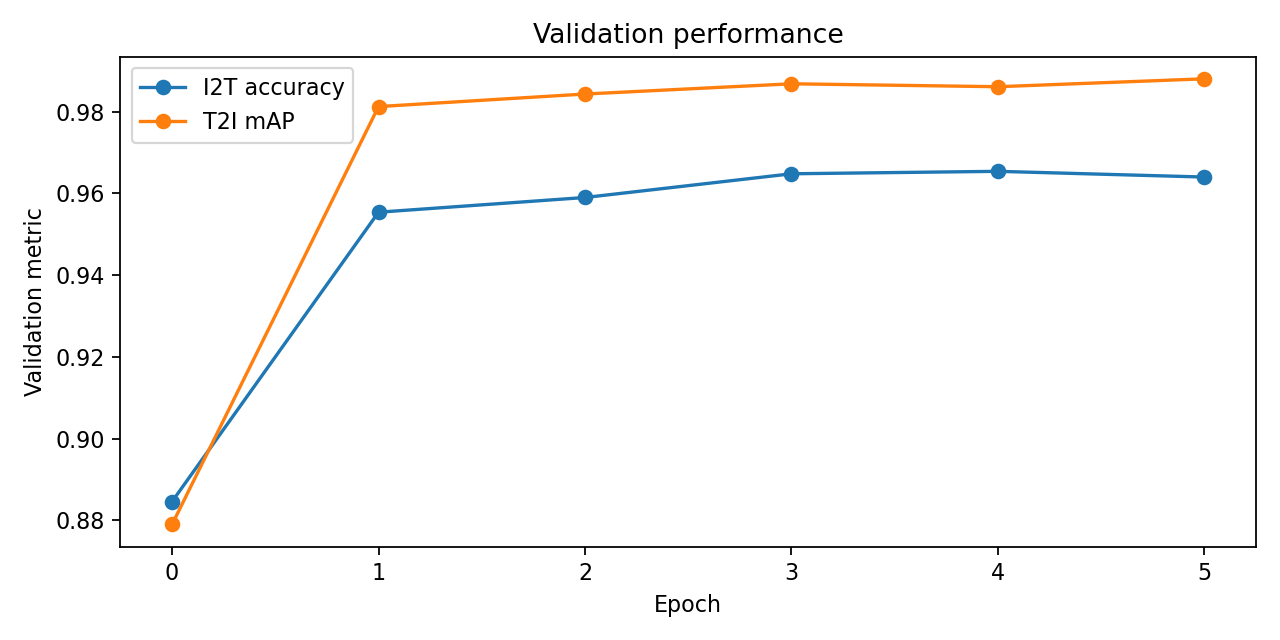 Validation performance
I2T accuracy
T2I mAP
0.98
0.96
0.94
0.92
0.90
0.88
Validation metric
0 1 2 3 4 5
Epoch